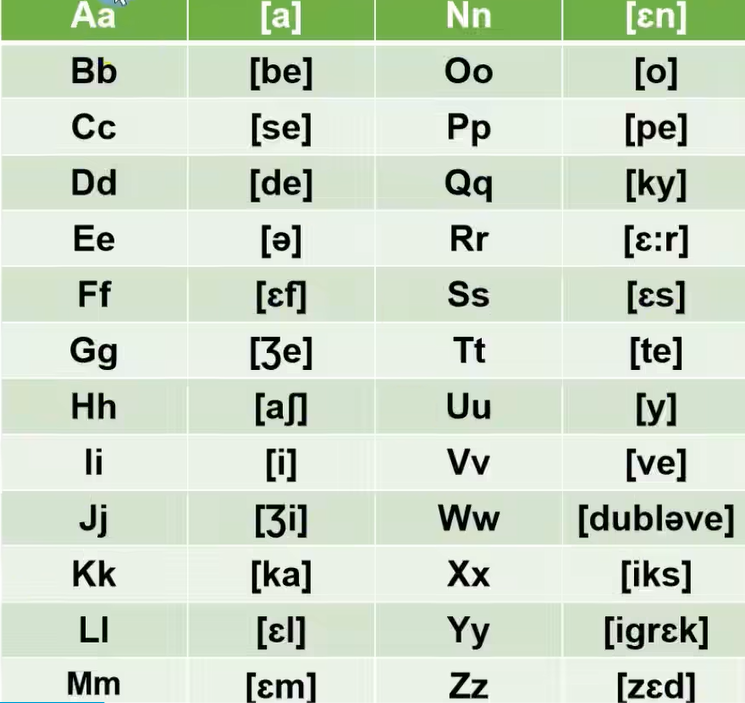 Aa [a] Nn [ɛn]
Bb [be] Oo [o]
Cc [se] Pp [pe]
Dd [de] Qq [ky]
Ee [ə] Rr [ɛ:r]
Ff [ɛf] Ss [ɛs]
Gg [ʒe] Tt [te]
Hh [aʃ] Uu [y]
Ii [i] Vv [ve]
Jj [ʒi] Ww [dubləve]
Kk [ka] Xx [iks]
Ll [ɛl] Yy [igrɛk]
Mm [ɛm] Zz [zɛd]